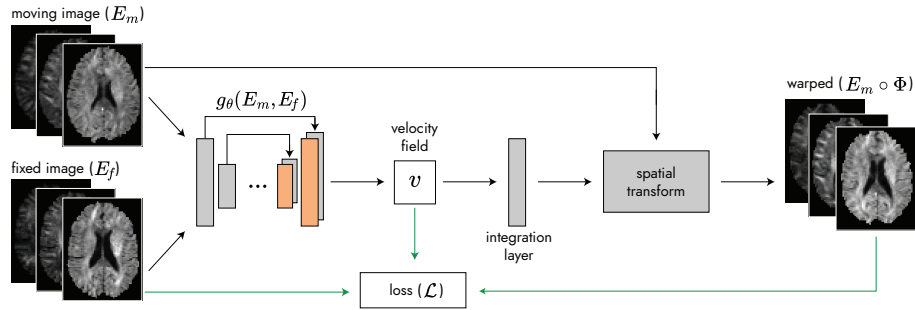 moving image (E_m)
g_θ(E_m, E_f)
warped (E_m ∘ Φ)
velocity
field
fixed image (E_f)
...
v
spatial
transform
integration
layer
loss (ℒ)